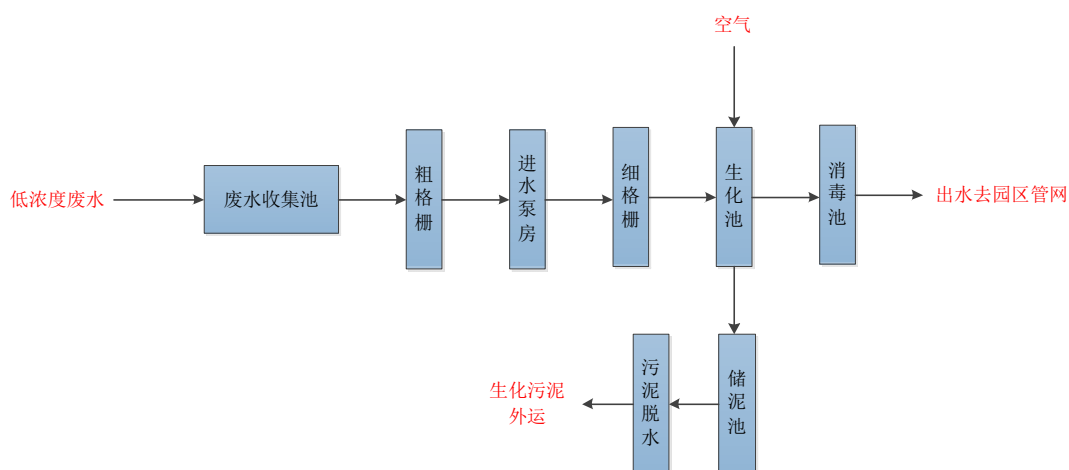 空气
低浓度废水
废水收集池
粗格栅
进水泵房
细格栅
生化池
消毒池
出水去园区管网
生化污泥
外运
污泥脱水
储泥池